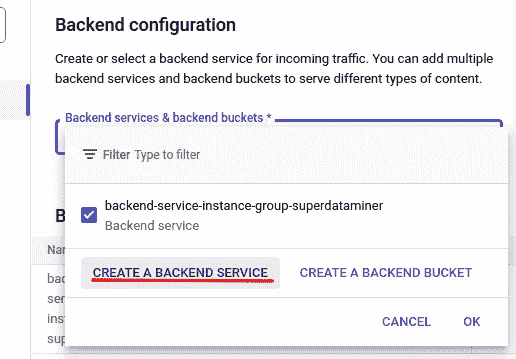 Backend configuration
Create or select a backend service for incoming traffic. You can add multiple
backend services and backend buckets to serve different types of content.
Backend services & backend buckets *
Filter Type to filter
backend-service-instance-group-superdataminer
Backend service
B
Nar
bac
ser
inst
sup
CREATE A BACKEND SERVICE
CREATE A BACKEND BUCKET
CANCEL
OK